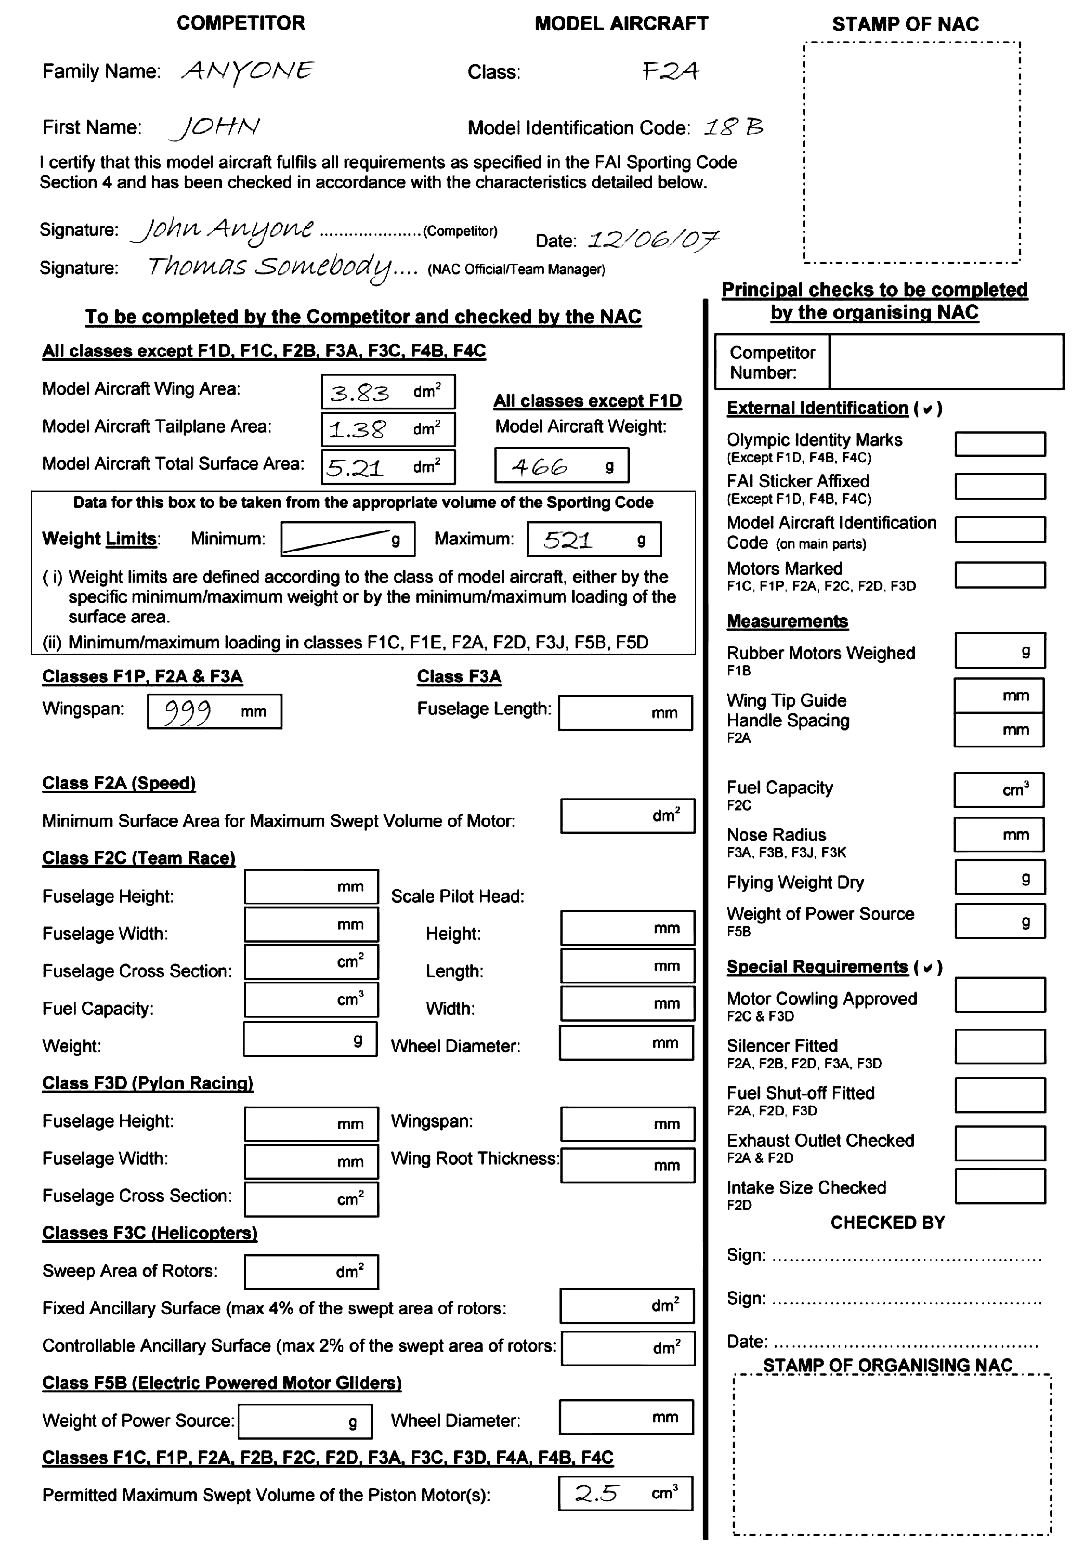 COMPETITOR
Family Name: ANYONE
First Name: JOHN
MODEL AIRCRAFT
Class: F2A
Model Identification Code: 18 B
STAMP OF NAC
I certify that this model aircraft fulfils all requirements as specified in the FAI Sporting Code
Section 4 and has been checked in accordance with the characteristics detailed below.
Signature: John Anyone .....................(Competitor)
Date: 12/06/07
Signature: Thomas Somebody.... (NAC Official/Team Manager)
To be completed by the Competitor and checked by the NAC
All classes except F1D, F1C, F2B, F3A, F3C, F4B, F4C
Model Aircraft Wing Area: 3.83 dm²
Model Aircraft Tailplane Area: 1.38 dm²
Model Aircraft Total Surface Area: 5.21 dm²
All classes except F1D
Model Aircraft Weight:
466 g
Data for this box to be taken from the appropriate volume of the Sporting Code
Weight Limits: Minimum: g Maximum: 521 g
( i) Weight limits are defined according to the class of model aircraft, either by the
specific minimum/maximum weight or by the minimum/maximum loading of the
surface area.
(ii) Minimum/maximum loading in classes F1C, F1E, F2A, F2D, F3J, F5B, F5D
Classes F1P, F2A & F3A
Wingspan: 999 mm
Class F3A
Fuselage Length: mm
Class F2A (Speed)
Minimum Surface Area for Maximum Swept Volume of Motor: dm²
Class F2C (Team Race)
Fuselage Height: mm
Fuselage Width: mm
Fuselage Cross Section: cm²
Fuel Capacity: cm³
Weight: g
Scale Pilot Head:
Height: mm
Length: mm
Width: mm
Wheel Diameter: mm
Class F3D (Pylon Racing)
Fuselage Height: mm
Fuselage Width: mm
Fuselage Cross Section: cm²
Wingspan: mm
Wing Root Thickness: mm
Classes F3C (Helicopters)
Sweep Area of Rotors: dm²
Fixed Ancillary Surface (max 4% of the swept area of rotors: dm²
Controllable Ancillary Surface (max 2% of the swept area of rotors: dm²
Class F5B (Electric Powered Motor Gliders)
Weight of Power Source: g Wheel Diameter: mm
Classes F1C, F1P, F2A, F2B, F2C, F2D, F3A, F3C, F3D, F4A, F4B, F4C
Permitted Maximum Swept Volume of the Piston Motor(s): 2.5 cm³
Principal checks to be completed
by the organising NAC
Competitor
Number:
External Identification (✓)
Olympic Identity Marks
(Except F1D, F4B, F4C)
FAI Sticker Affixed
(Except F1D, F4B, F4C)
Model Aircraft Identification
Code (on main parts)
Motors Marked
F1C, F1P, F2A, F2C, F2D, F3D
Measurements
Rubber Motors Weighed g
F1B
Wing Tip Guide mm
Handle Spacing mm
F2A
Fuel Capacity cm³
F2C
Nose Radius mm
F3A, F3B, F3J, F3K
Flying Weight Dry g
Weight of Power Source g
F5B
Special Requirements (✓)
Motor Cowling Approved
F2C & F3D
Silencer Fitted
F2A, F2B, F2D, F3A, F3D
Fuel Shut-off Fitted
F2A, F2D, F3D
Exhaust Outlet Checked
F2A & F2D
Intake Size Checked
F2D
CHECKED BY
Sign: .............................................
Sign: .............................................
Date: ............................................
STAMP OF ORGANISING NAC